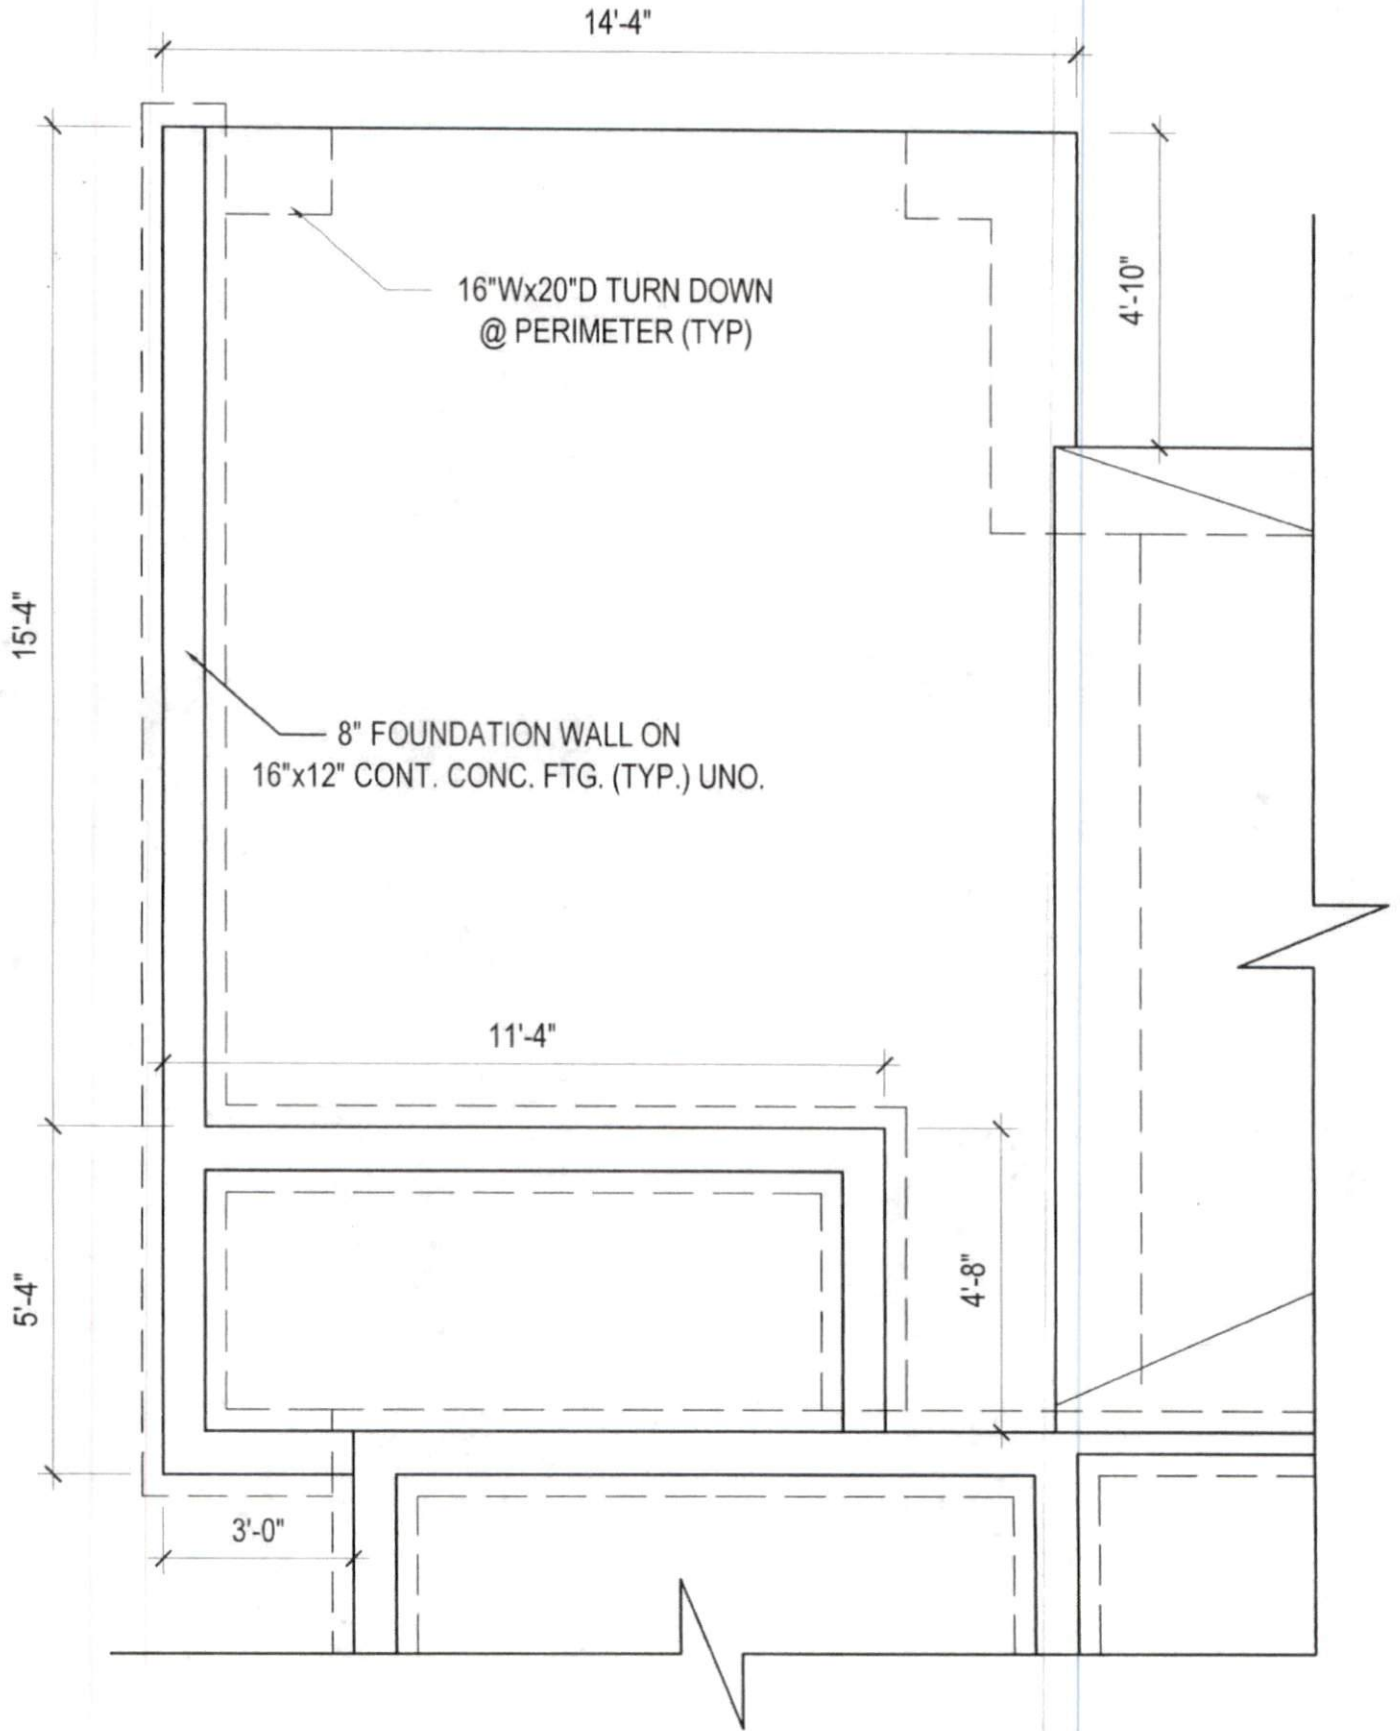 14'-4"
4'-10"
16"Wx20"D TURN DOWN
@ PERIMETER (TYP)
15'-4"
8" FOUNDATION WALL ON
16"x12" CONT. CONC. FTG. (TYP.) UNO.
11'-4"
5'-4"
4'-8"
3'-0"